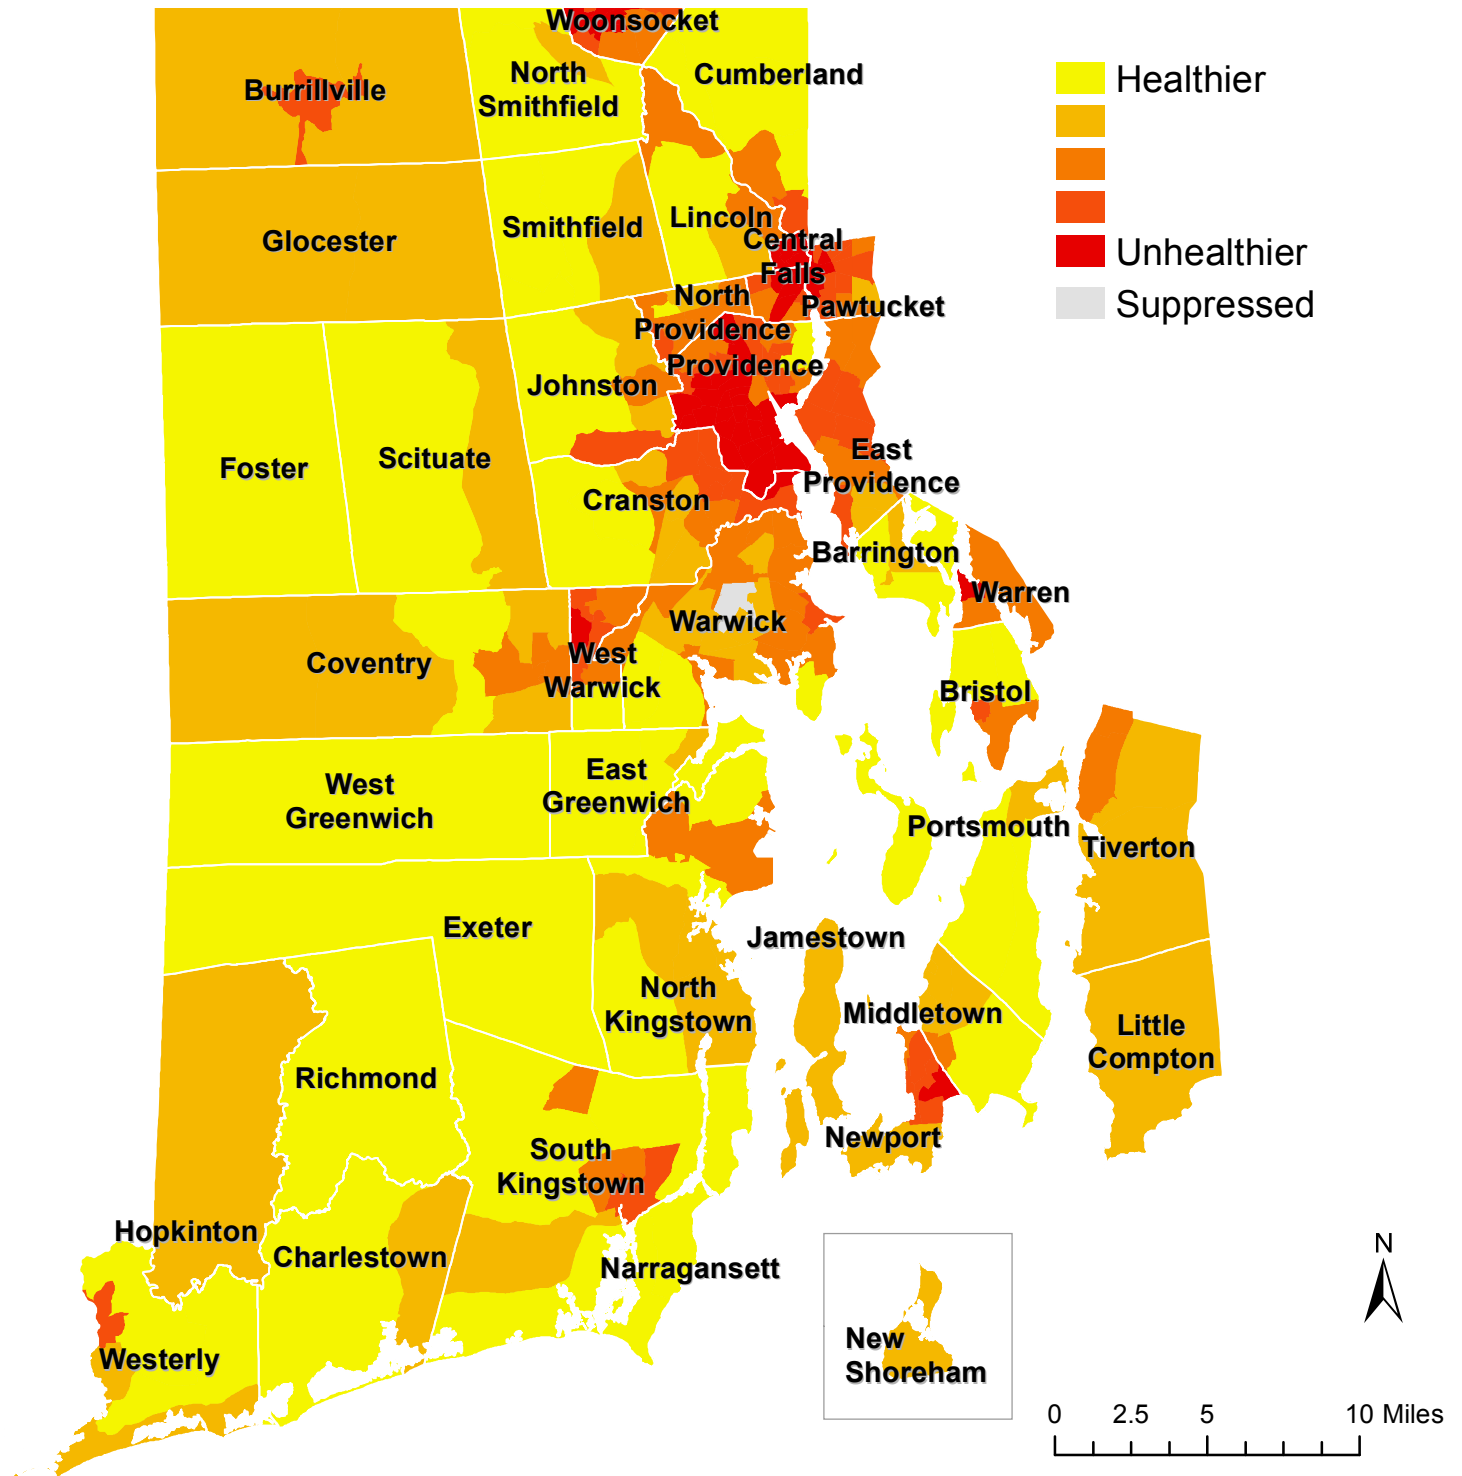 Woonsocket
Burrillville
North
Smithfield
Cumberland
Healthier
Glocester
Smithfield
Lincoln
Central
Falls
Unhealthier
North
Providence
Pawtucket
Suppressed
Providence
Johnston
Foster
Scituate
East
Providence
Cranston
Barrington
Warren
Warwick
Coventry
West
Warwick
Bristol
West
Greenwich
East
Greenwich
Portsmouth
Tiverton
Exeter
Jamestown
North
Kingstown
Middletown
Little
Compton
Richmond
South
Kingstown
Newport
Hopkinton
Charlestown
Narragansett
N
New
Shoreham
Westerly
0 2.5 5 10 Miles